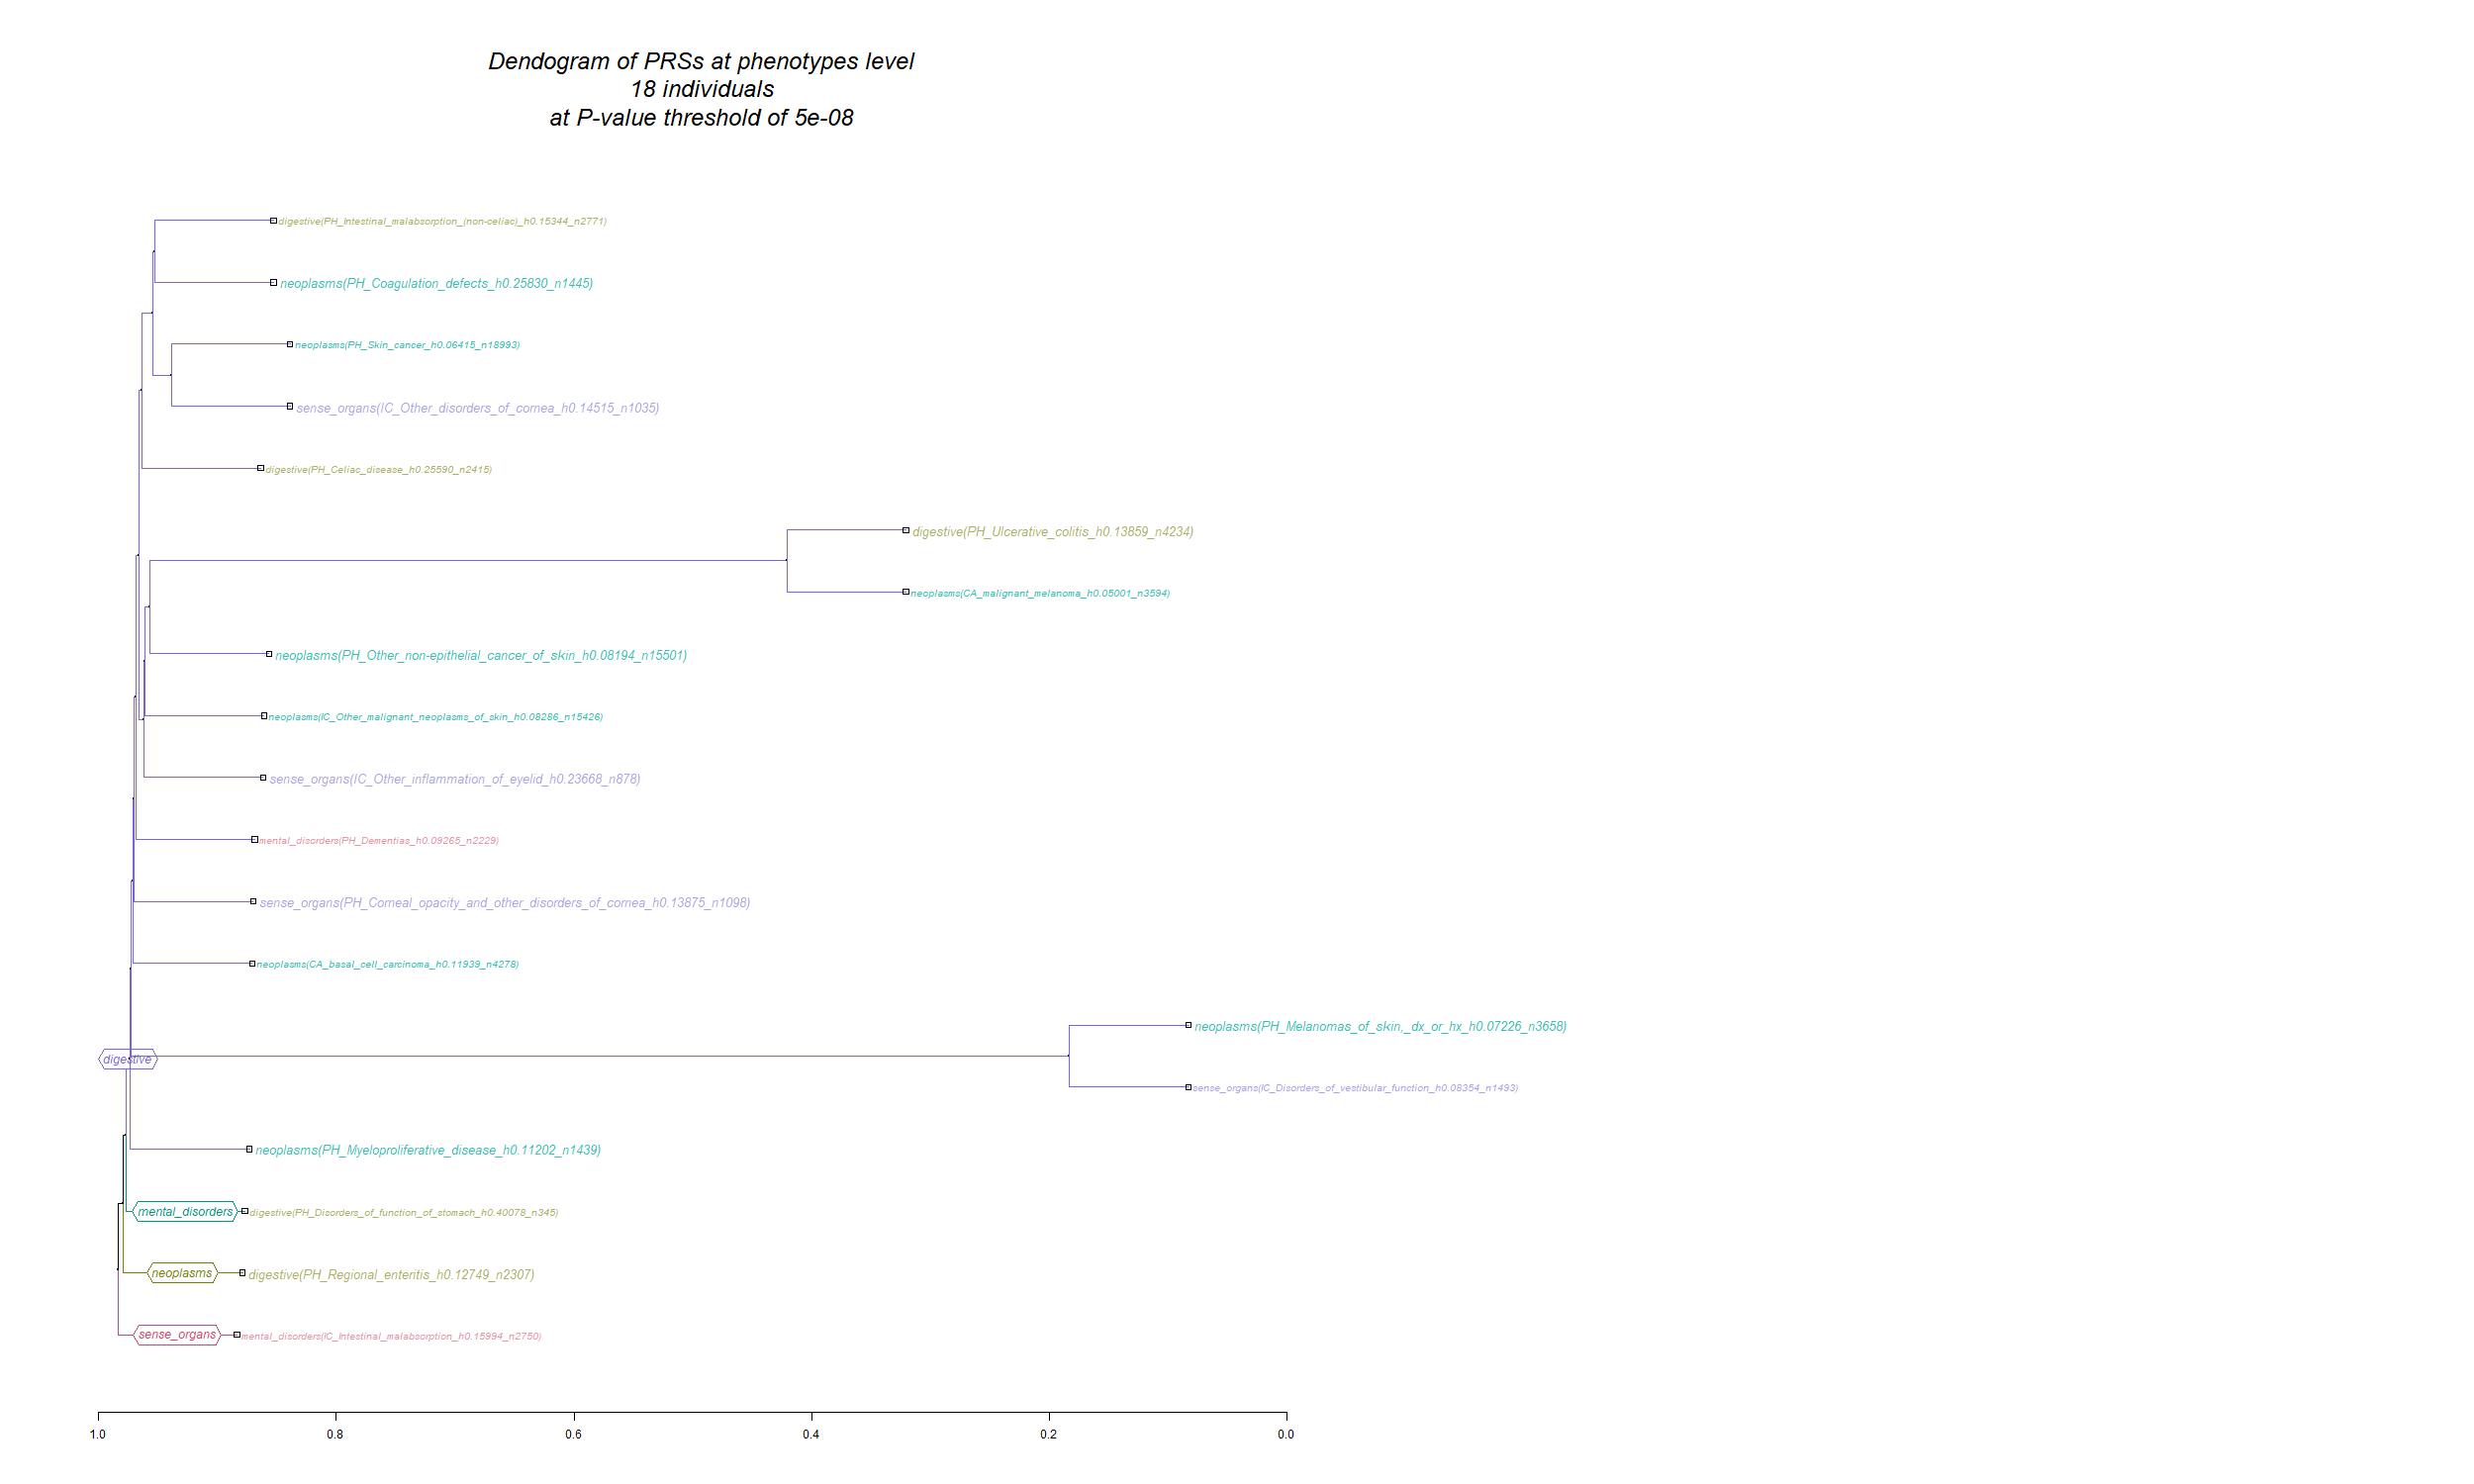 Dendogram of PRSs at phenotypes level
18 individuals
at P-value threshold of 5e-08
digestive(PH_Intestinal_malabsorption_(non-celiac)_h0.15344_n2771)
neoplasms(PH_Coagulation_defects_h0.25830_n1445)
neoplasms(PH_Skin_cancer_h0.06415_n18993)
sense_organs(IC_Other_disorders_of_cornea_h0.14515_n1035)
digestive(PH_Celiac_disease_h0.25590_n2415)
digestive(PH_Ulcerative_colitis_h0.13859_n4234)
neoplasms(CA_malignant_melanoma_h0.05001_n3594)
neoplasms(PH_Other_non-epithelial_cancer_of_skin_h0.08194_n15501)
neoplasms(IC_Other_malignant_neoplasms_of_skin_h0.08286_n15426)
sense_organs(IC_Other_inflammation_of_eyelid_h0.23668_n878)
mental_disorders(PH_Dementias_h0.09265_n2229)
sense_organs(PH_Corneal_opacity_and_other_disorders_of_cornea_h0.13875_n1098)
neoplasms(CA_basal_cell_carcinoma_h0.11939_n4278)
neoplasms(PH_Melanomas_of_skin,_dx_or_hx_h0.07226_n3658)
digestive
sense_organs(IC_Disorders_of_vestibular_function_h0.08354_n1493)
neoplasms(PH_Myeloproliferative_disease_h0.11202_n1439)
mental_disorders digestive(PH_Disorders_of_function_of_stomach_h0.40078_n345)
neoplasms digestive(PH_Regional_enteritis_h0.12749_n2307)
sense_organs mental_disorders(IC_Intestinal_malabsorption_h0.15994_n2750)
1.0 0.8 0.6 0.4 0.2 0.0